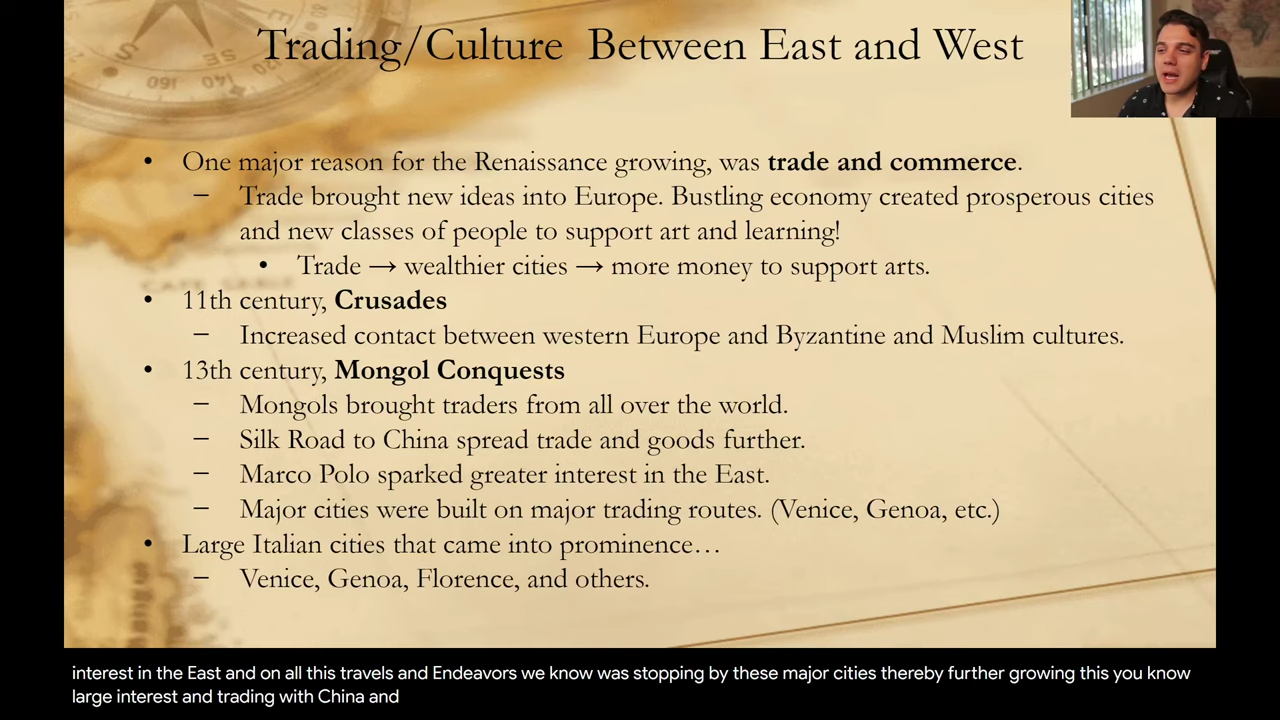 Trading/Culture Between East and West
• One major reason for the Renaissance growing, was trade and commerce.
– Trade brought new ideas into Europe. Bustling economy created prosperous cities
and new classes of people to support art and learning!
• Trade → wealthier cities → more money to support arts.
• 11th century, Crusades
– Increased contact between western Europe and Byzantine and Muslim cultures.
• 13th century, Mongol Conquests
– Mongols brought traders from all over the world.
– Silk Road to China spread trade and goods further.
– Marco Polo sparked greater interest in the East.
– Major cities were built on major trading routes. (Venice, Genoa, etc.)
• Large Italian cities that came into prominence…
– Venice, Genoa, Florence, and others.
interest in the East and on all this travels and Endeavors we know was stopping by these major cities thereby further growing this you know
large interest and trading with China and